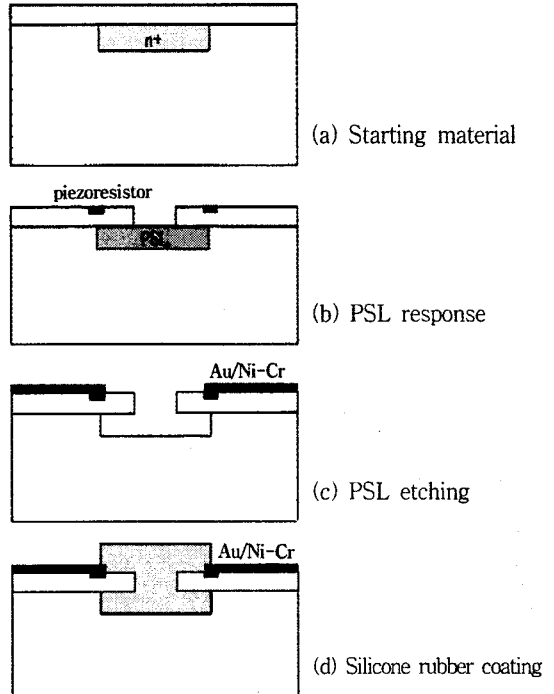 n+
(a) Starting material
piezoresistor
PSL
(b) PSL response
Au/Ni-Cr
(c) PSL etching
Au/Ni-Cr
(d) Silicone rubber coating